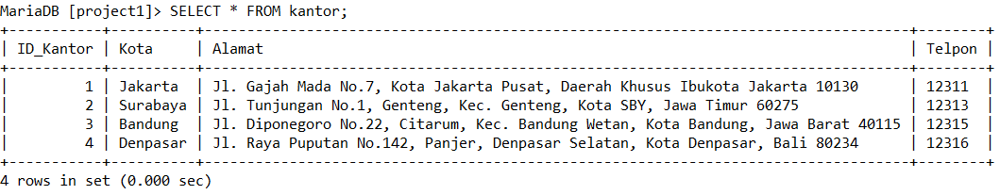 MariaDB [project1]> SELECT * FROM kantor;
+-----------+----------+---------------------------------------------------------------------------------+--------+
| ID_Kantor | Kota     | Alamat                                                                          | Telpon |
+-----------+----------+---------------------------------------------------------------------------------+--------+
|         1 | Jakarta  | Jl. Gajah Mada No.7, Kota Jakarta Pusat, Daerah Khusus Ibukota Jakarta 10130      | 12311  |
|         2 | Surabaya | Jl. Tunjungan No.1, Genteng, Kec. Genteng, Kota SBY, Jawa Timur 60275             | 12313  |
|         3 | Bandung  | Jl. Diponegoro No.22, Citarum, Kec. Bandung Wetan, Kota Bandung, Jawa Barat 40115 | 12315  |
|         4 | Denpasar | Jl. Raya Puputan No.142, Panjer, Denpasar Selatan, Kota Denpasar, Bali 80234      | 12316  |
+-----------+----------+---------------------------------------------------------------------------------+--------+
4 rows in set (0.000 sec)